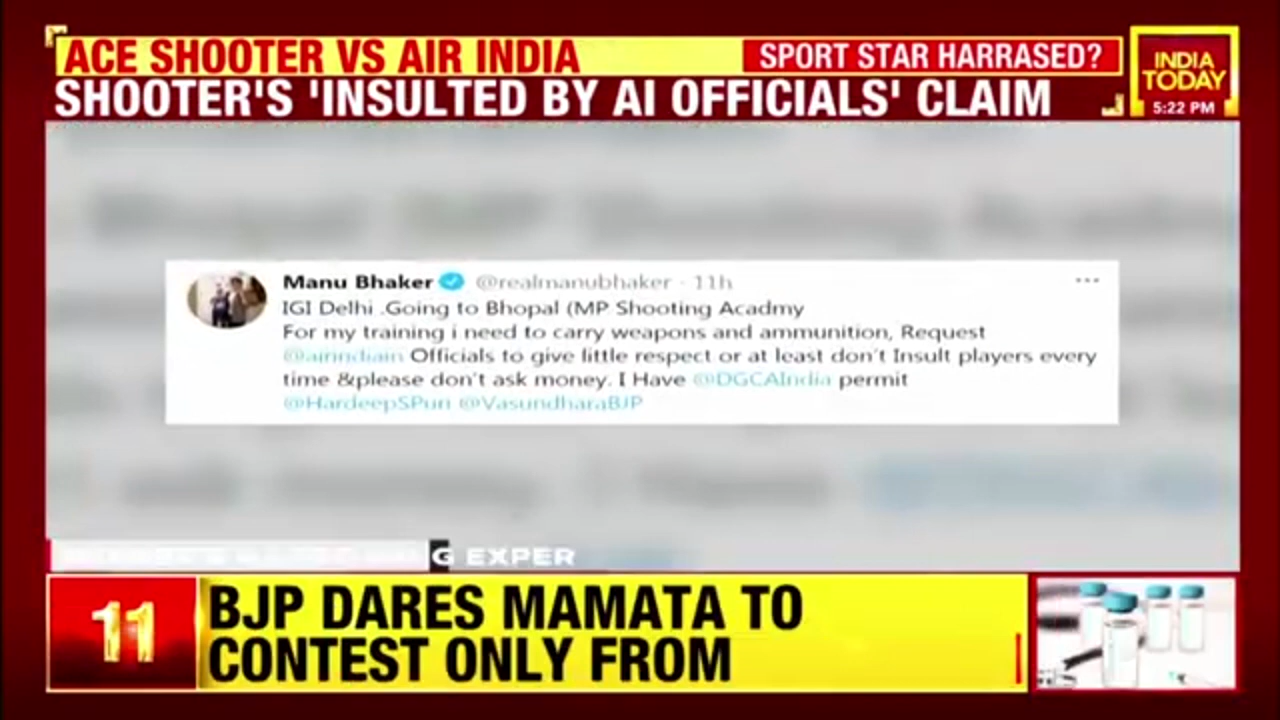 ACE SHOOTER VS AIR INDIA
SPORT STAR HARRASED?
INDIA
TODAY
5:22 PM
SHOOTER'S 'INSULTED BY AI OFFICIALS' CLAIM
Manu Bhaker @realmanubhaker · 11h
IGI Delhi .Going to Bhopal (MP Shooting Acadmy
For my training i need to carry weapons and ammunition, Request
@airindiain Officials to give little respect or at least don't Insult players every
time &please don't ask money. I Have @DGCAIndia permit
@HardeepSPuri @VasundharaBJP
G EXPER
11
BJP DARES MAMATA TO
CONTEST ONLY FROM